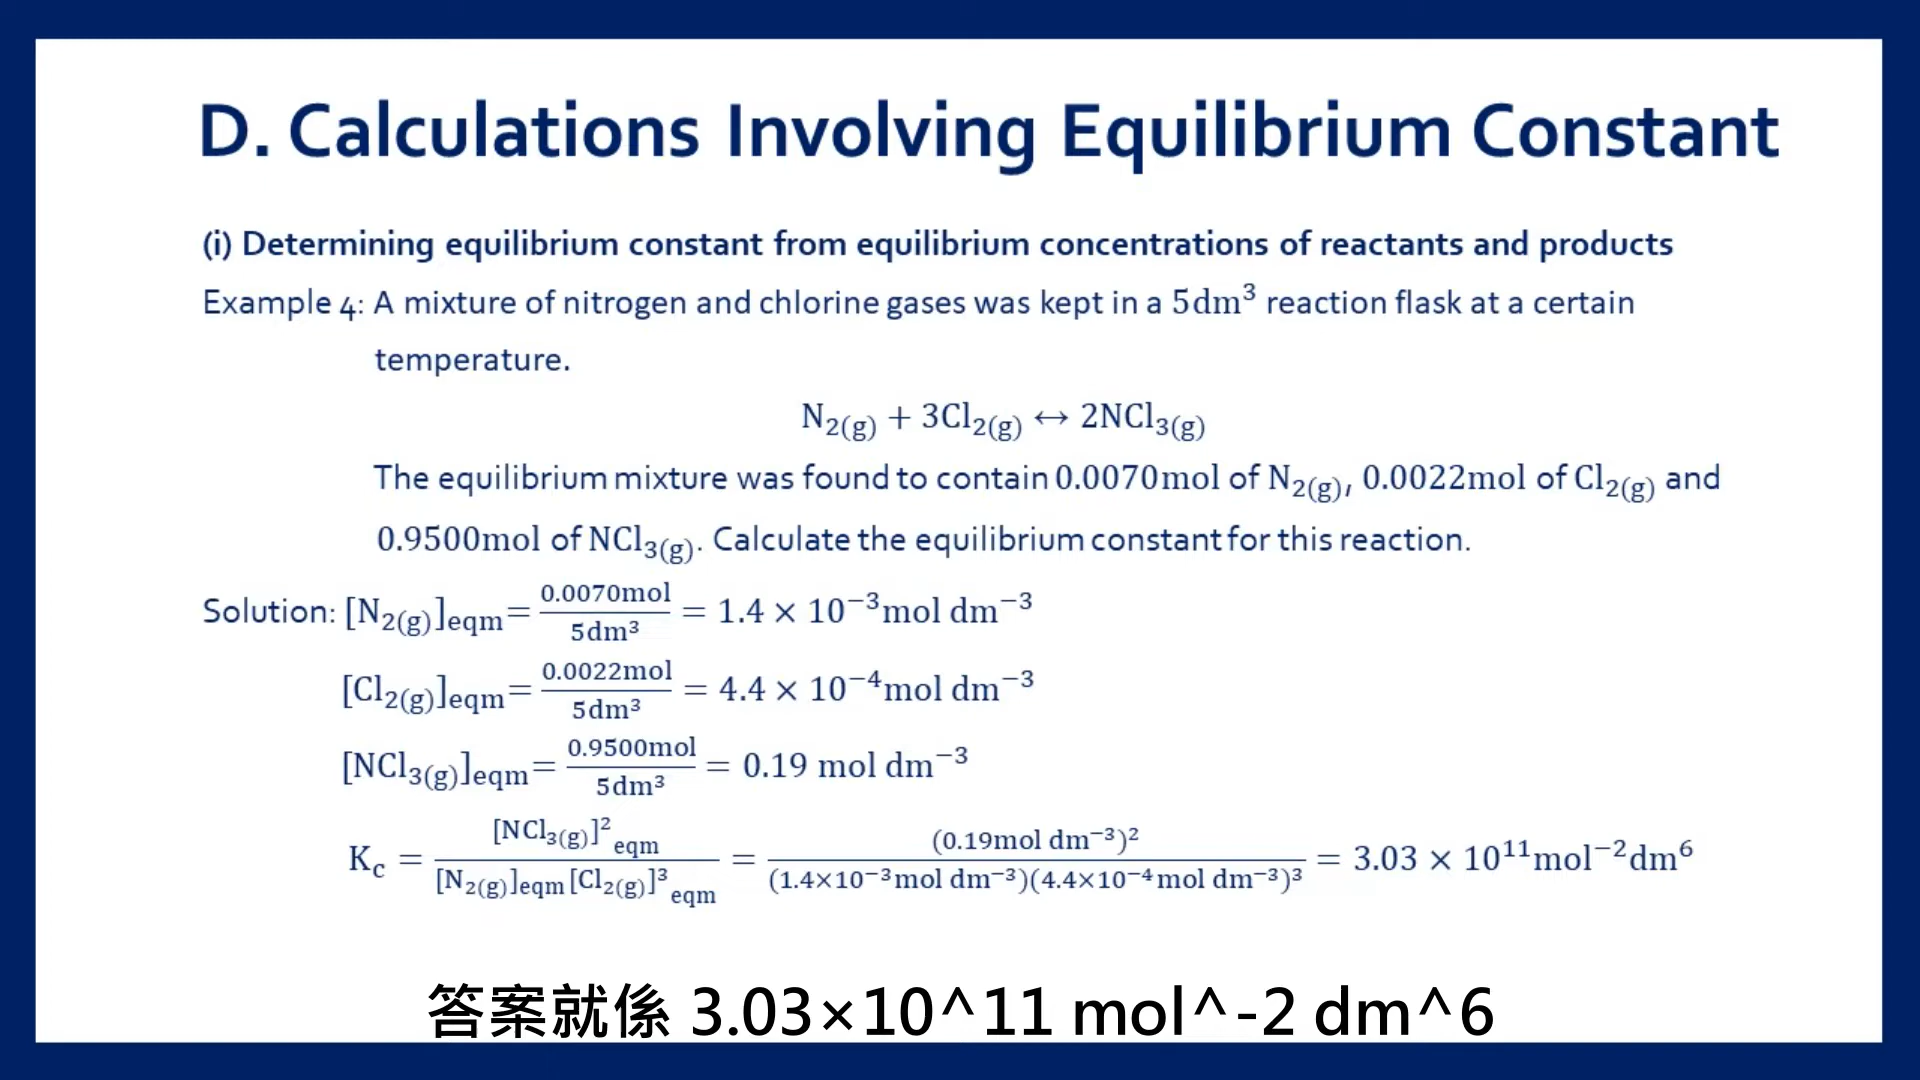 D. Calculations Involving Equilibrium Constant
(i) Determining equilibrium constant from equilibrium concentrations of reactants and products
Example 4: A mixture of nitrogen and chlorine gases was kept in a 5dm³ reaction flask at a certain
temperature.
N₂(g) + 3Cl₂(g) ↔ 2NCl₃(g)
The equilibrium mixture was found to contain 0.0070mol of N₂(g), 0.0022mol of Cl₂(g) and
0.9500mol of NCl₃(g). Calculate the equilibrium constant for this reaction.
Solution: [N₂(g)]eqm = 0.0070mol / 5dm³ = 1.4 × 10⁻³mol dm⁻³
[Cl₂(g)]eqm = 0.0022mol / 5dm³ = 4.4 × 10⁻⁴mol dm⁻³
[NCl₃(g)]eqm = 0.9500mol / 5dm³ = 0.19 mol dm⁻³
Kc = [NCl₃(g)]²eqm / [N₂(g)]eqm[Cl₂(g)]³eqm = (0.19mol dm⁻³)² / (1.4×10⁻³mol dm⁻³)(4.4×10⁻⁴mol dm⁻³)³ = 3.03 × 10¹¹mol⁻²dm⁶
答案就係 3.03×10^11 mol^-2 dm^6